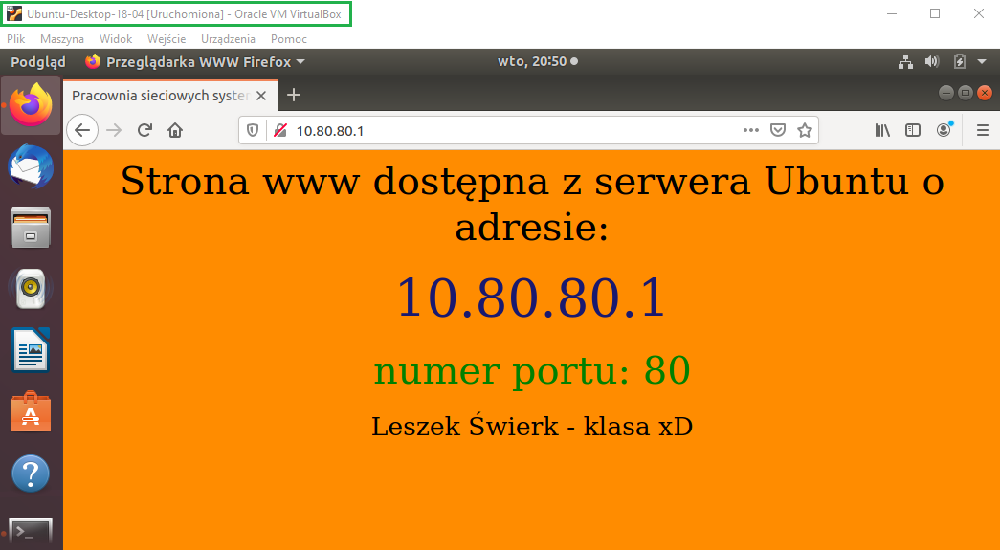 Ubuntu-Desktop-18-04 [Uruchomiona] - Oracle VM VirtualBox
Plik Maszyna Widok Wejście Urządzenia Pomoc
Podgląd Przeglądarka WWW Firefox wto, 20:50
Pracownia sieciowych syste
10.80.80.1
Strona www dostępna z serwera Ubuntu o
adresie:
10.80.80.1
numer portu: 80
Leszek Świerk - klasa xD